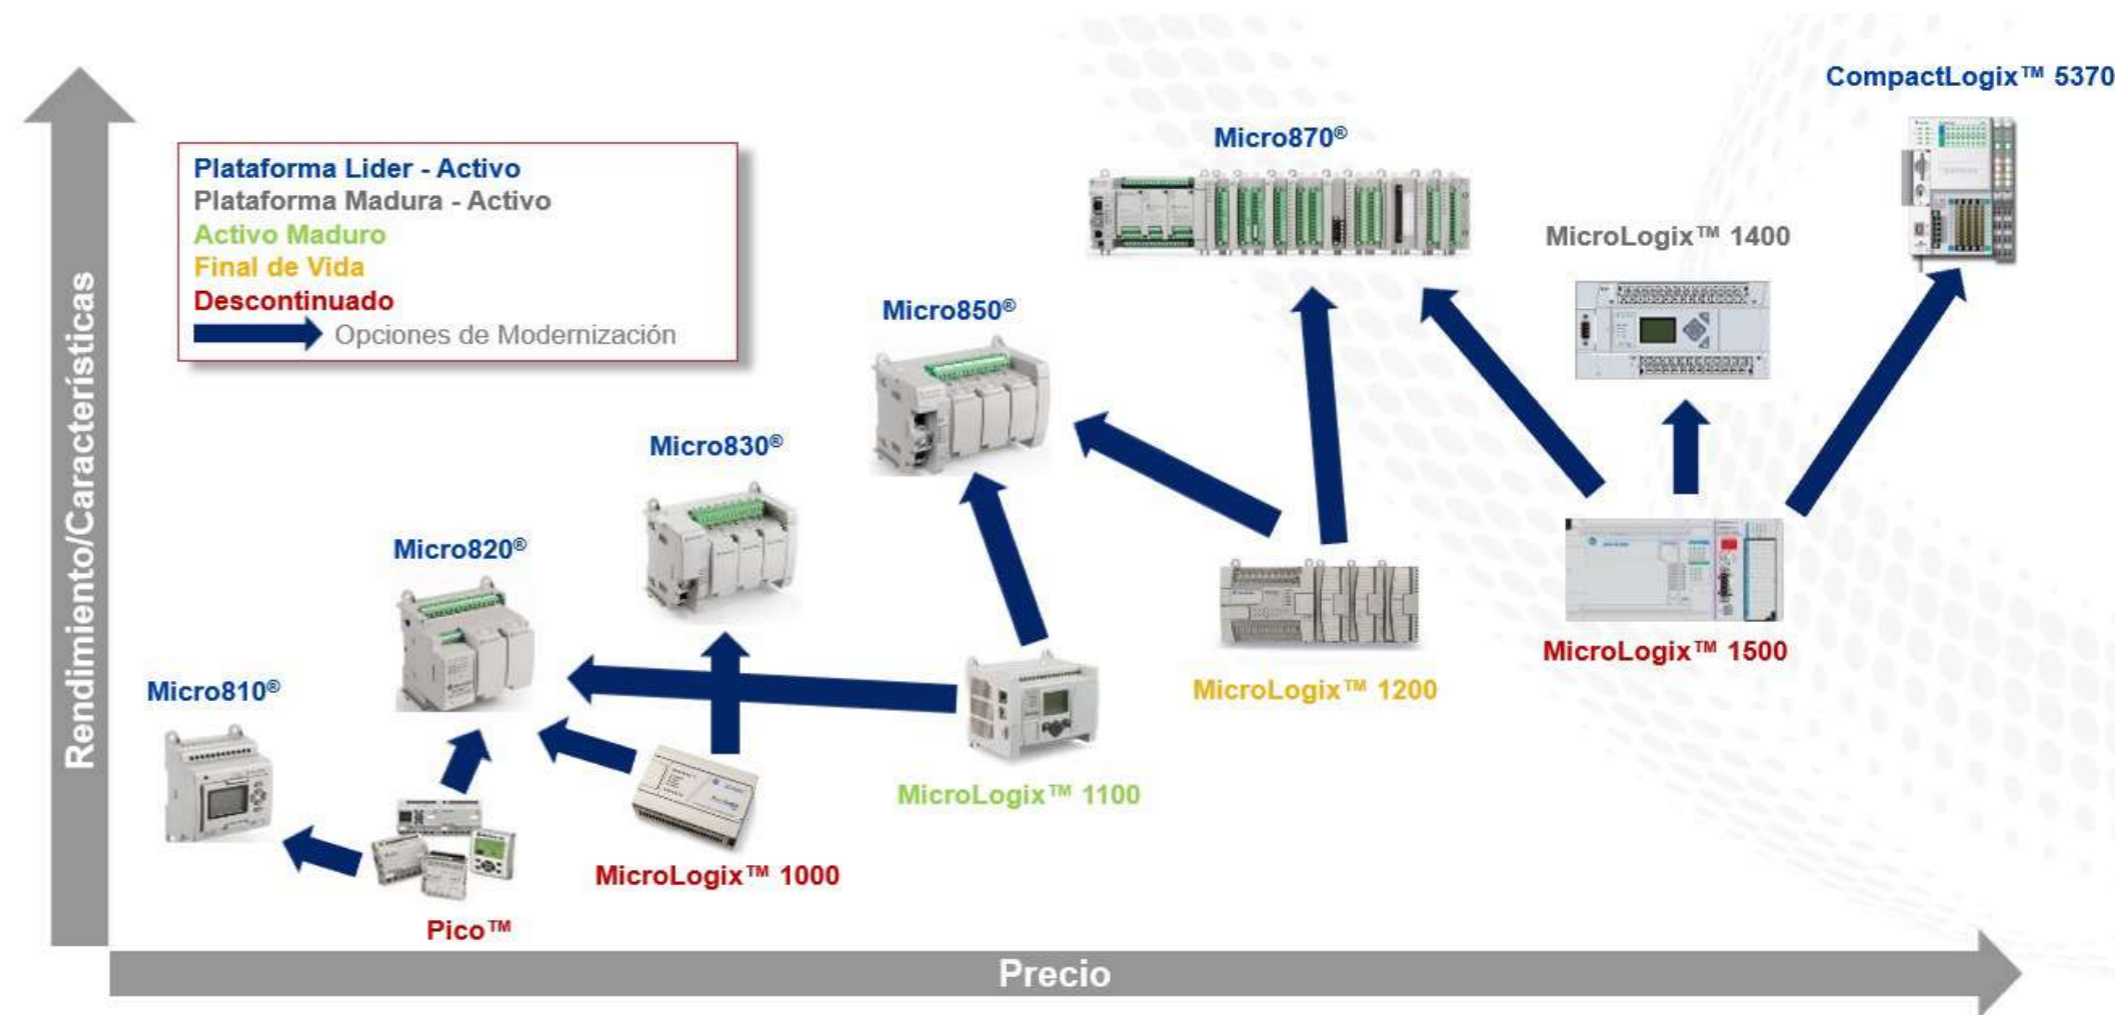 CompactLogix™ 5370
Micro870®
Plataforma Lider - Activo
Plataforma Madura - Activo
Activo Maduro
Final de Vida
Descontinuado
Opciones de Modernización
MicroLogix™ 1400
Micro850®
Micro830®
Micro820®
Micro810®
MicroLogix™ 1500
MicroLogix™ 1200
MicroLogix™ 1100
MicroLogix™ 1000
Pico™
Rendimiento/Características
Precio